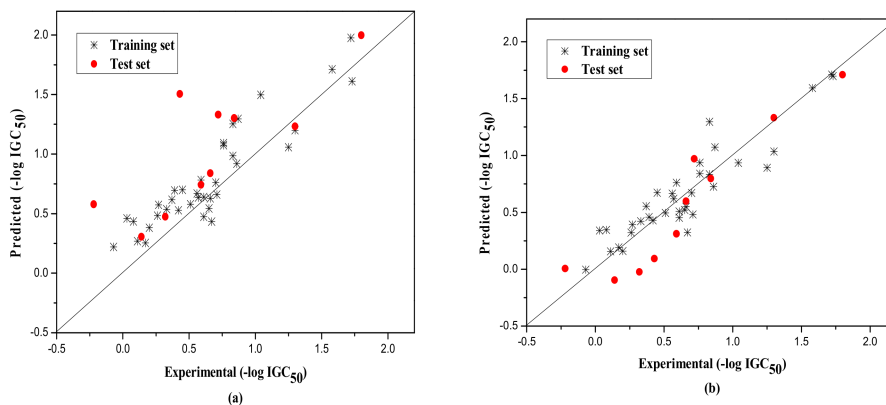 Training set
Test set
Predicted (-log IGC50)
2.0
1.5
1.0
0.5
0.0
-0.5
-0.5 0.0 0.5 1.0 1.5 2.0
Experimental (-log IGC50)
(a)
Training set
Test set
Predicted (-log IGC50)
2.0
1.5
1.0
0.5
0.0
-0.5
-0.5 0.0 0.5 1.0 1.5 2.0
Experimental (-log IGC50)
(b)